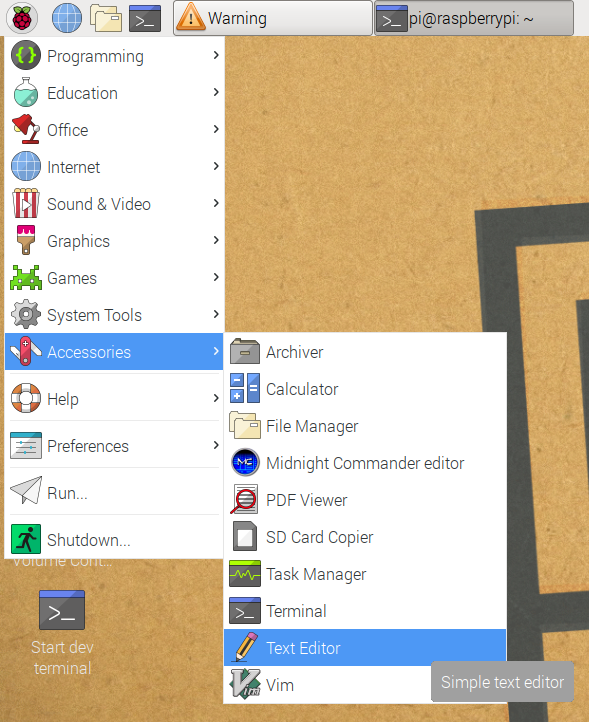 Warning
pi@raspberrypi: ~
Programming
Education
Office
Internet
Sound & Video
Graphics
Games
System Tools
Accessories
Help
Preferences
Run...
Shutdown...
Archiver
Calculator
File Manager
Midnight Commander editor
PDF Viewer
SD Card Copier
Task Manager
Terminal
Text Editor
Vim
Simple text editor
Volume Cont...
Start dev
terminal